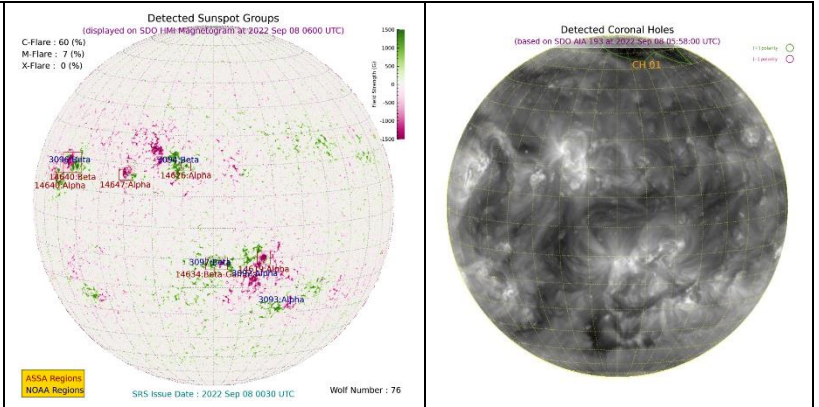 Detected Sunspot Groups
(displayed on SDO HMI Magnetogram at 2022 Sep 08 0600 UTC)
C-Flare : 60 (%)
M-Flare : 7 (%)
X-Flare : 0 (%)
1500
1000
500
0
-500
-1000
-1500
Field Strength (G)
3096:Beta
14640:Beta
14647:Alpha
3094:Beta
14626:Alpha
3097:Beta
14634:Beta-Ga
3093:Alpha
ASSA Regions
NOAA Regions
SRS Issue Date : 2022 Sep 08 0030 UTC
Wolf Number : 76
Detected Coronal Holes
(based on SDO AIA 193 at 2022 Sep 08 05:58:00 UTC)
CH 01
(+) polarity
(-) polarity